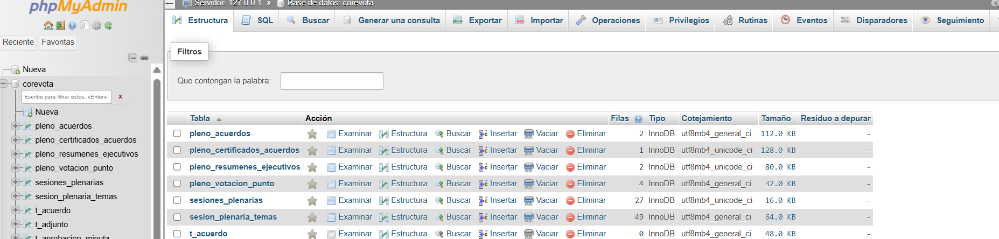 phpMyAdmin
Reciente Favoritas
Nueva
corevota
Escribe para filtrar estos, «Enter» X
Nueva
pleno_acuerdos
pleno_certificados_acuerdos
pleno_resumenes_ejecutivos
pleno_votacion_punto
sesiones_plenarias
sesion_plenaria_temas
t_acuerdo
t_adjunto
t_aprobacion_minuta
← Servidor: 127.0.0.1 » Base de datos: corevota
Estructura SQL Buscar Generar una consulta Exportar Importar Operaciones Privilegios Rutinas Eventos Disparadores Seguimiento
Filtros
Que contengan la palabra:
Tabla Acción Filas Tipo Cotejamiento Tamaño Residuo a depurar
pleno_acuerdos Examinar Estructura Buscar Insertar Vaciar Eliminar 2 InnoDB utf8mb4_general_ci 112.0 KB -
pleno_certificados_acuerdos Examinar Estructura Buscar Insertar Vaciar Eliminar 1 InnoDB utf8mb4_unicode_ci 128.0 KB -
pleno_resumenes_ejecutivos Examinar Estructura Buscar Insertar Vaciar Eliminar 2 InnoDB utf8mb4_unicode_ci 80.0 KB -
pleno_votacion_punto Examinar Estructura Buscar Insertar Vaciar Eliminar 4 InnoDB utf8mb4_general_ci 32.0 KB -
sesiones_plenarias Examinar Estructura Buscar Insertar Vaciar Eliminar 27 InnoDB utf8mb4_unicode_ci 16.0 KB -
sesion_plenaria_temas Examinar Estructura Buscar Insertar Vaciar Eliminar 49 InnoDB utf8mb4_general_ci 64.0 KB -
t_acuerdo Examinar Estructura Buscar Insertar Vaciar Eliminar 0 InnoDB utf8mb4_general_ci 48.0 KB -